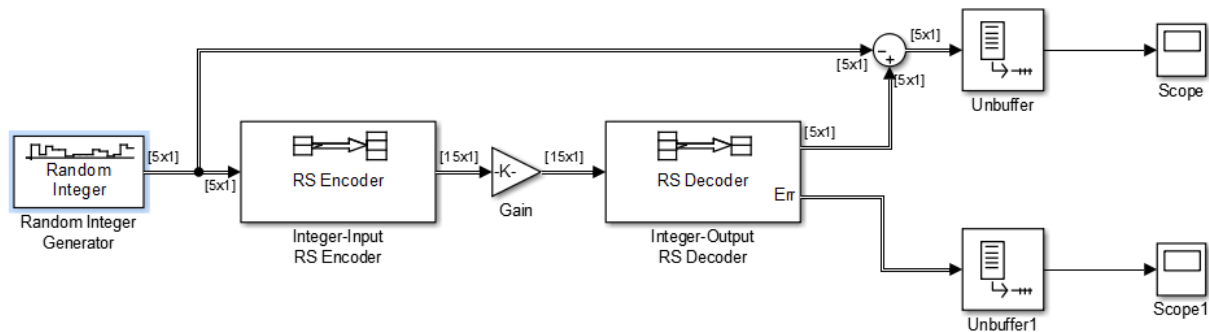 [5x1]
[5x1]
[5x1]
Unbuffer
Scope
Random
Integer
[5x1]
[5x1]
RS Encoder
[15x1]
-K-
[15x1]
RS Decoder
[5x1]
Err
Random Integer
Generator
Integer-Input
RS Encoder
Gain
Integer-Output
RS Decoder
Unbuffer1
Scope1